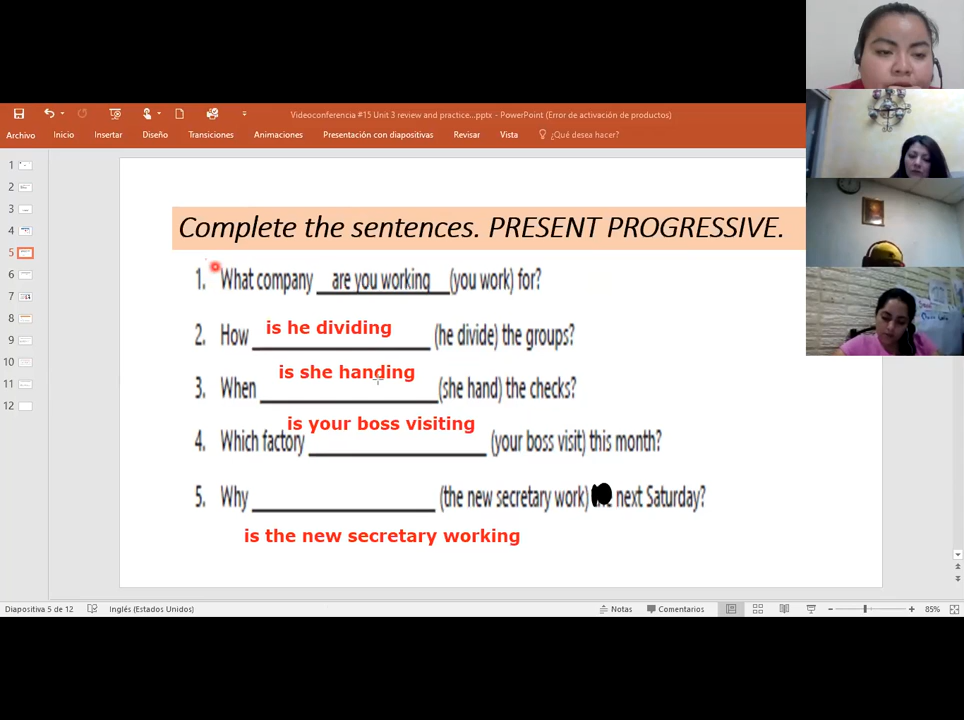 Videoconferencia #15 Unit 3 review and practice...pptx - PowerPoint (Error de activación de productos)
Archivo Inicio Insertar Diseño Transiciones Animaciones Presentación con diapositivas Revisar Vista ¿Qué desea hacer?
1
2
3
4
5
6
7
8
9
10
11
12
Complete the sentences. PRESENT PROGRESSIVE.
1. What company are you working (you work) for?
is he dividing
2. How (he divide) the groups?
is she handing
3. When (she hand) the checks?
is your boss visiting
4. Which factory (your boss visit) this month?
5. Why (the new secretary work) next Saturday?
is the new secretary working
Diapositiva 5 de 12 Inglés (Estados Unidos) Notas Comentarios 85%